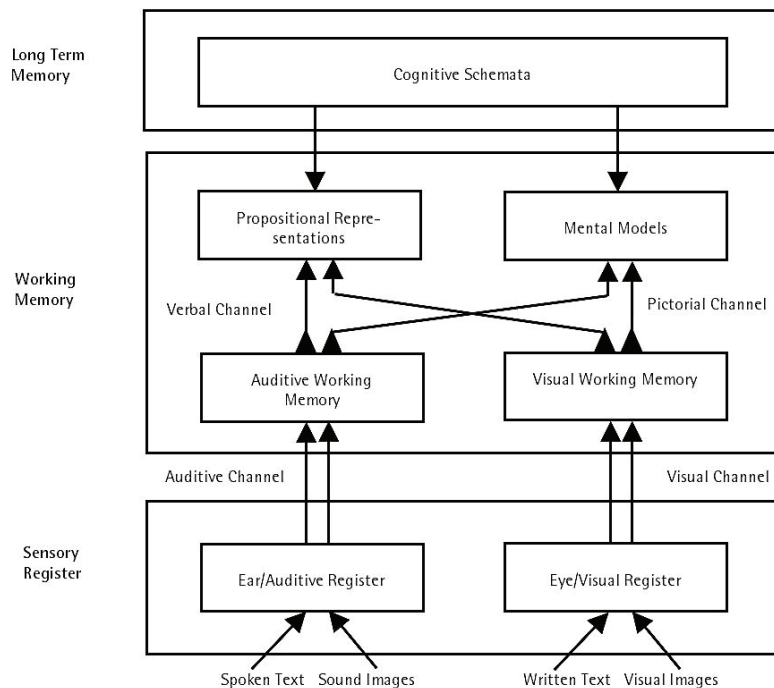 Long Term
Memory
Cognitive Schemata
Propositional Repre-
sentations
Mental Models
Working
Memory
Verbal Channel
Pictorial Channel
Auditive Working
Memory
Visual Working Memory
Auditive Channel
Visual Channel
Sensory
Register
Ear/Auditive Register
Eye/Visual Register
Spoken Text
Sound Images
Written Text
Visual Images